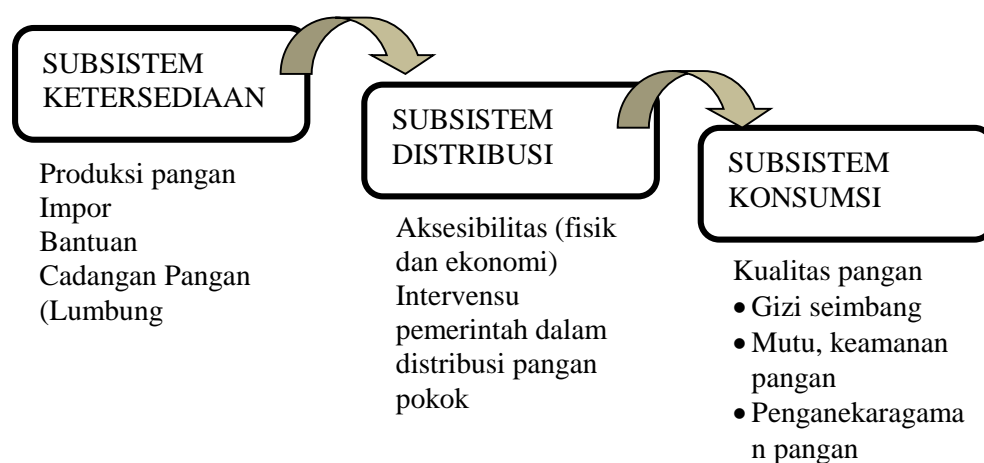 SUBSISTEM
KETERSEDIAAN
Produksi pangan
Impor
Bantuan
Cadangan Pangan
(Lumbung
SUBSISTEM
DISTRIBUSI
Aksesibilitas (fisik
dan ekonomi)
Intervensu
pemerintah dalam
distribusi pangan
pokok
SUBSISTEM
KONSUMSI
Kualitas pangan
• Gizi seimbang
• Mutu, keamanan
pangan
• Penganekaragama
n pangan